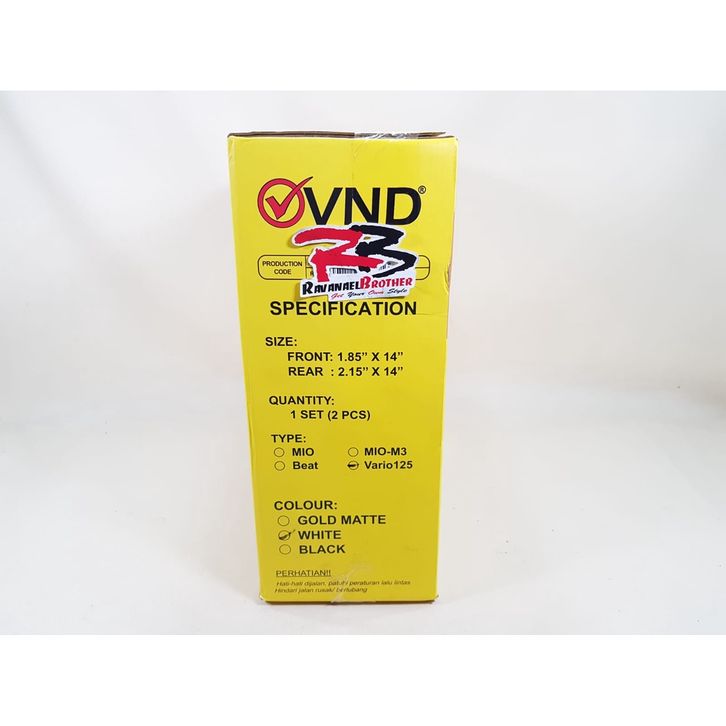 VND®
RB
PRODUCTION
CODE
RAVANAELBROTHER
Get Your Own Style
SPECIFICATION
SIZE:
FRONT: 1.85” X 14”
REAR : 2.15” X 14”
QUANTITY:
1 SET (2 PCS)
TYPE:
MIO MIO-M3
Beat Vario125
COLOUR:
GOLD MATTE
WHITE
BLACK
PERHATIAN!!
Hati-hati dijalan, patuhi peraturan lalu lintas
Hindari jalan rusak/ berlubang